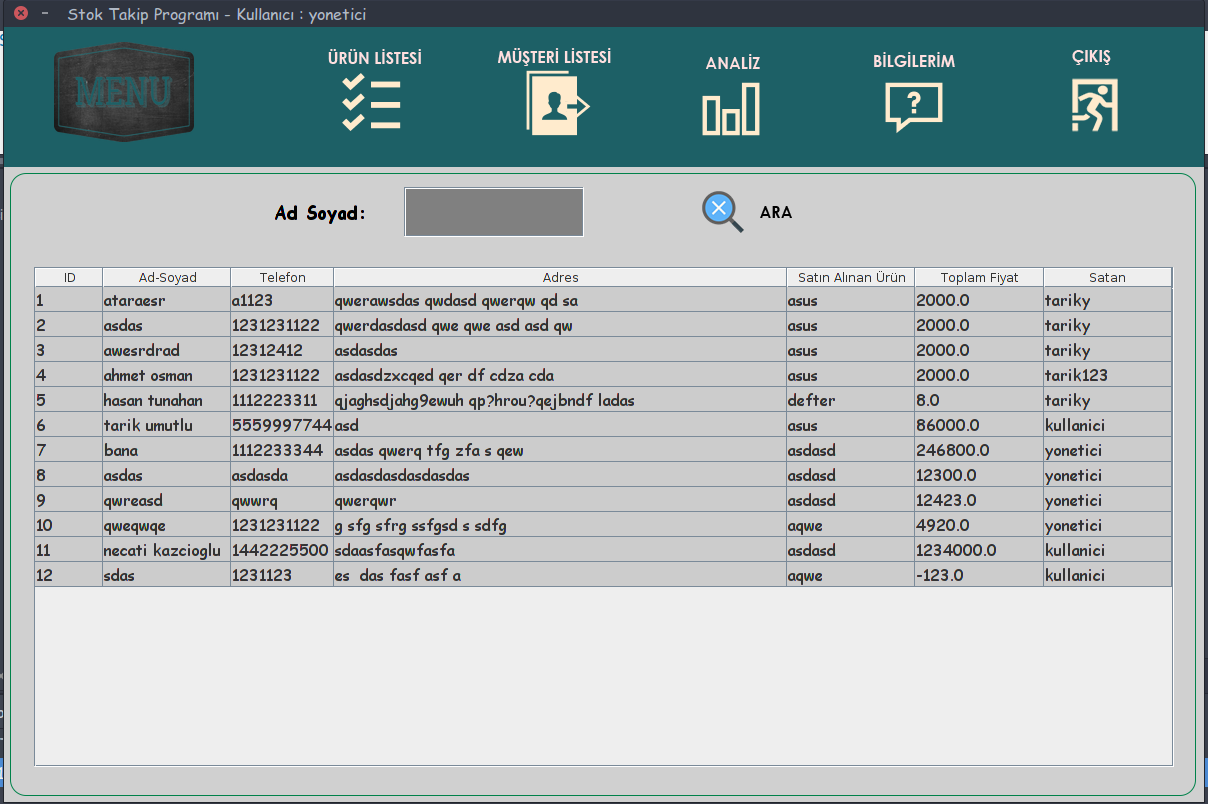 Stok Takip Programı - Kullanıcı : yonetici
MENU
ÜRÜN LİSTESİ
MÜŞTERİ LİSTESİ
ANALİZ
BİLGİLERİM
ÇIKIŞ
?
Ad Soyad:
ARA
ID Ad-Soyad Telefon Adres Satın Alınan Ürün Toplam Fiyat Satan
1 ataraesr a1123 qwerawsdas qwdasd qwerqw qd sa asus 2000.0 tariky
2 asdas 1231231122 qwerdasdasd qwe qwe asd asd qw asus 2000.0 tariky
3 awesrdrad 12312412 asdasdas asus 2000.0 tariky
4 ahmet osman 1231231122 asdasdzxcqed qer df cdza cda asus 2000.0 tarik123
5 hasan tunahan 1112223311 qjaghsdjahg9ewuh qp?hrou?qejbndf ladas defter 8.0 tariky
6 tarik umutlu 5559997744 asd asus 86000.0 kullanici
7 bana 1112233344 asdas qwerq tfg zfa s qew asdasd 246800.0 yonetici
8 asdas asdasda asdasdasdasdasdas asdasd 12300.0 yonetici
9 qwreasd qwwrq qwerqwr asdasd 12423.0 yonetici
10 qweqwqe 1231231122 g sfg sfrg ssfgsd s sdfg aqwe 4920.0 yonetici
11 necati kazcioglu 1442225500 sdaasfasqwfasfa asdasd 1234000.0 kullanici
12 sdas 1231123 es  das fasf asf a aqwe -123.0 kullanici